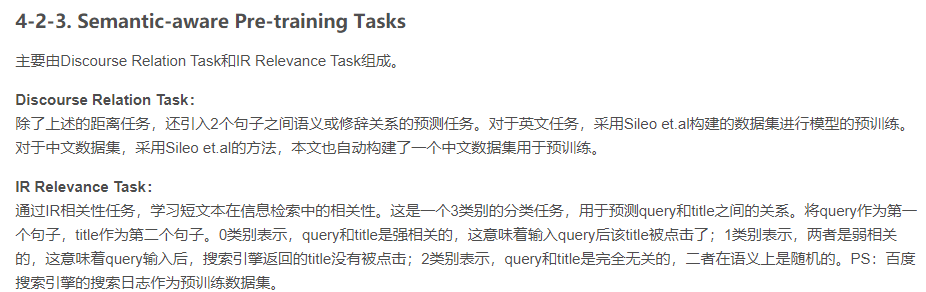 4-2-3. Semantic-aware Pre-training Tasks
主要由Discourse Relation Task和IR Relevance Task组成。
Discourse Relation Task：
除了上述的距离任务，还引入2个句子之间语义或修辞关系的预测任务。对于英文任务，采用Sileo et.al构建的数据集进行模型的预训练。
对于中文数据集，采用Sileo et.al的方法，本文也自动构建了一个中文数据集用于预训练。
IR Relevance Task：
通过IR相关性任务，学习短文本在信息检索中的相关性。这是一个3类别的分类任务，用于预测query和title之间的关系。将query作为第一
个句子，title作为第二个句子。0类别表示，query和title是强相关的，这意味着输入query后该title被点击了；1类别表示，两者是弱相关
的，这意味着query输入后，搜索引擎返回的title没有被点击；2类别表示，query和title是完全无关的，二者在语义上是随机的。PS：百度
搜索引擎的搜索日志作为预训练数据集。